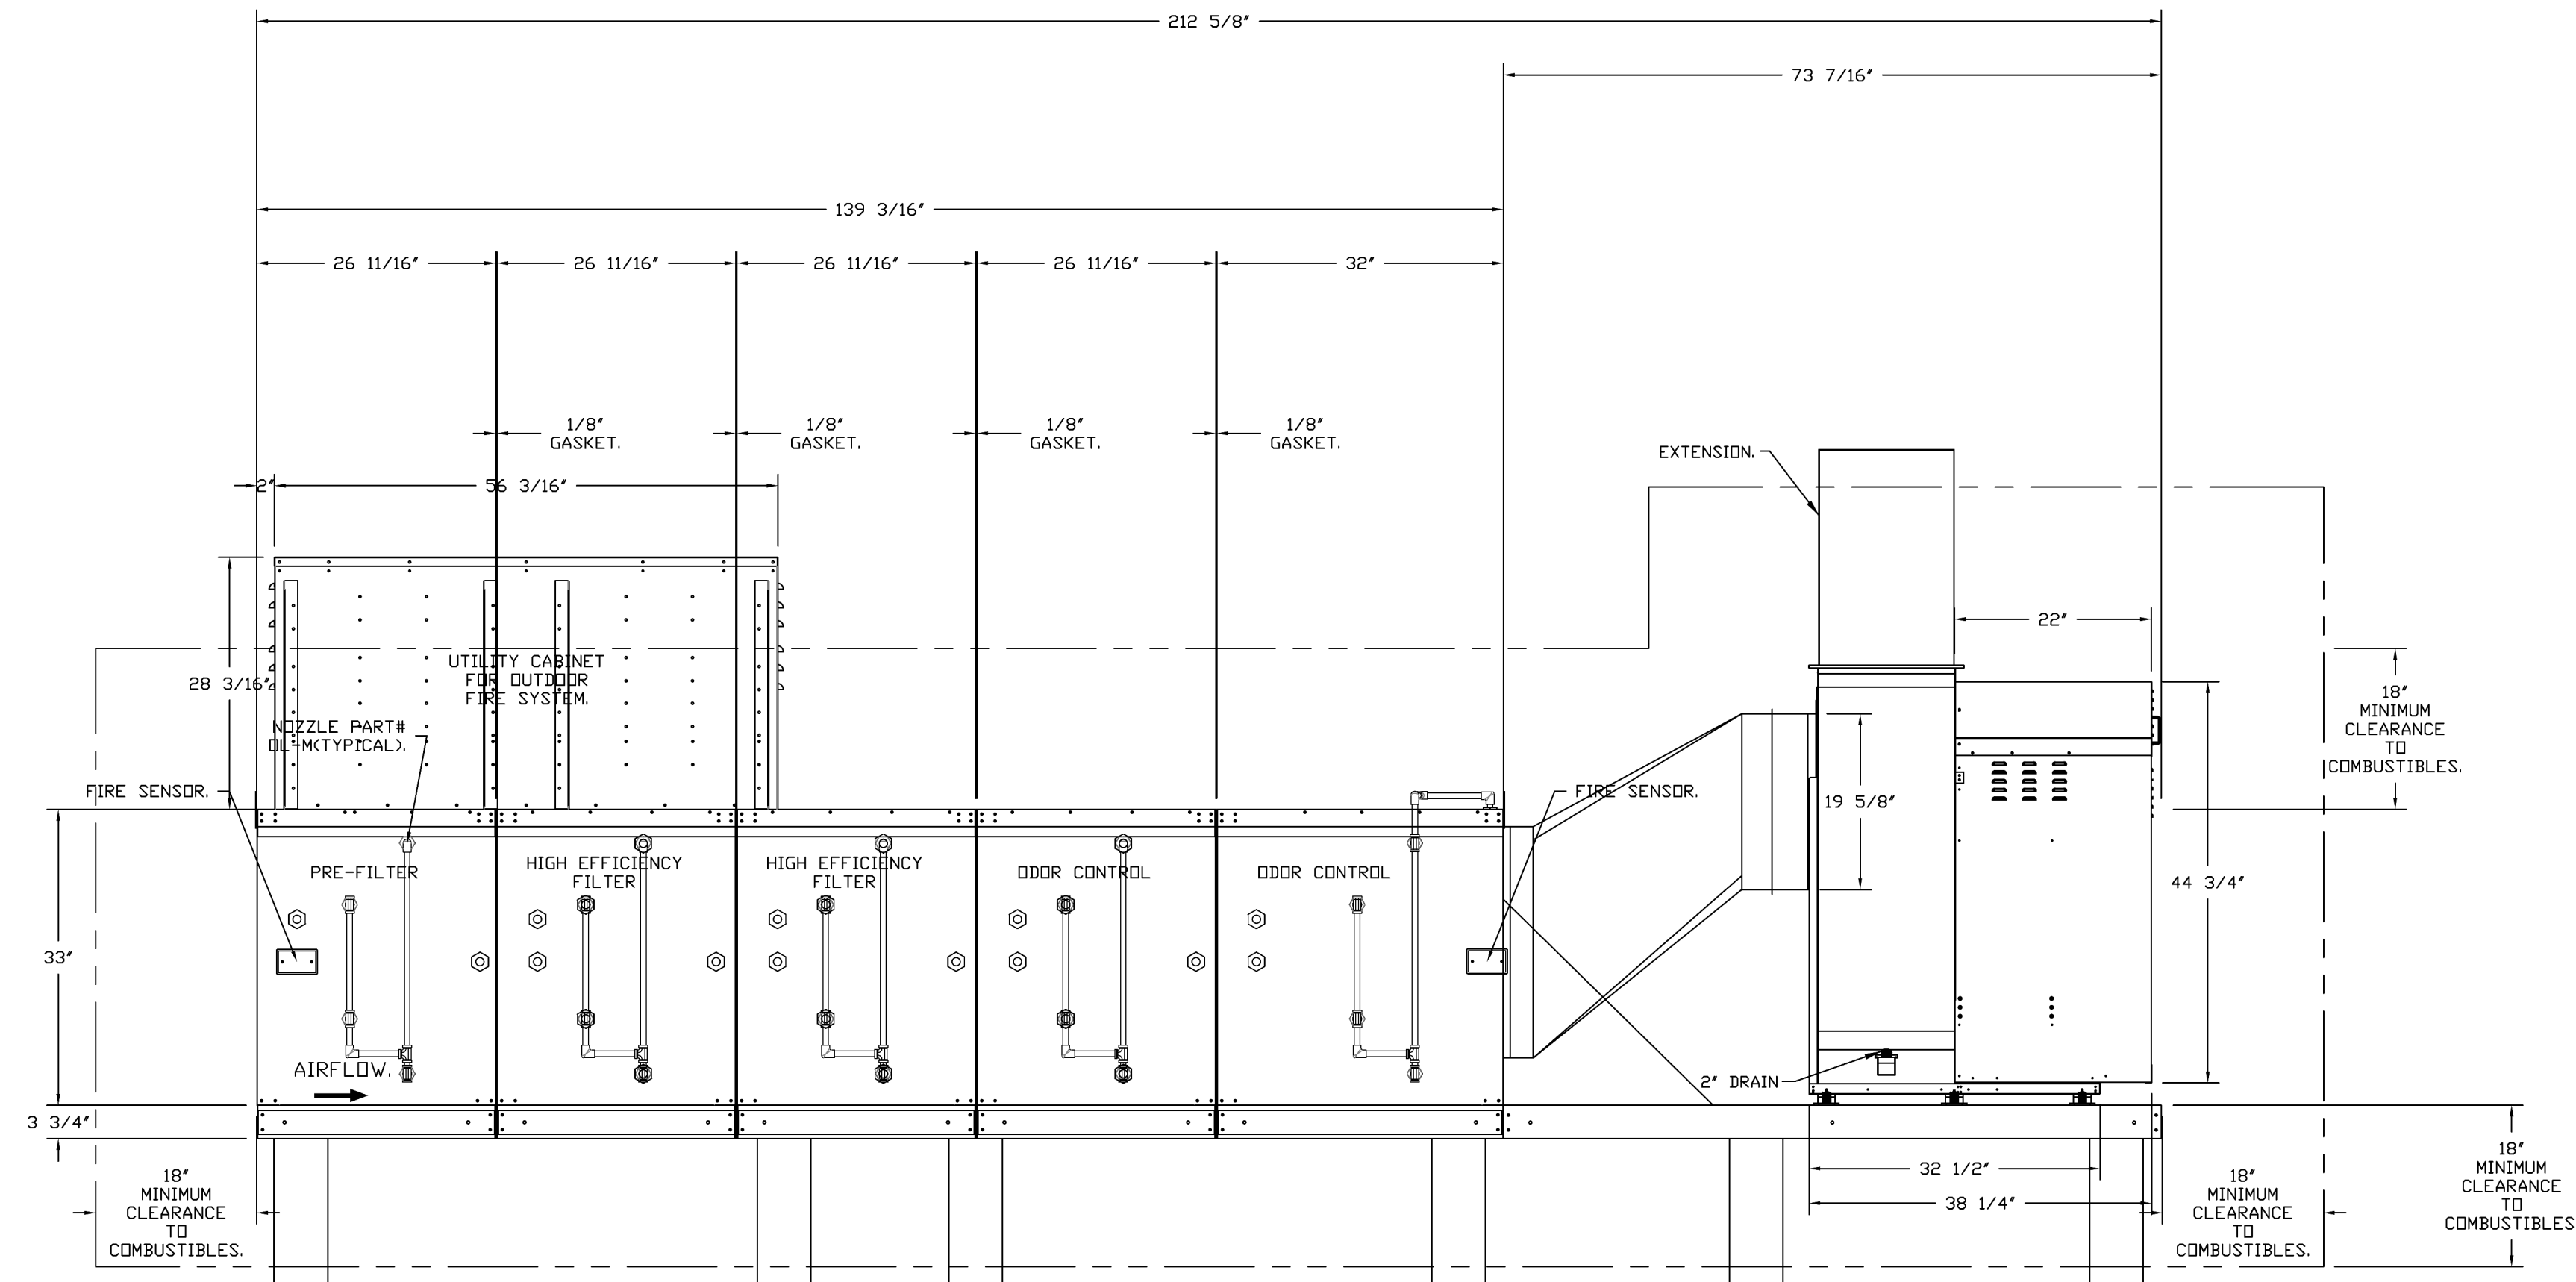 212 5/8"
73 7/16"
139 3/16"
26 11/16"
26 11/16"
26 11/16"
26 11/16"
32"
1/8"
GASKET.
1/8"
GASKET.
1/8"
GASKET.
1/8"
GASKET.
EXTENSION.
2"
56 3/16"
22"
UTILITY CABINET
FOR OUTDOOR
FIRE SYSTEM.
28 3/16"
18"
MINIMUM
CLEARANCE
TO
COMBUSTIBLES.
NOZZLE PART#
OL-M(TYPICAL).
FIRE SENSOR.
FIRE SENSOR.
19 5/8"
PRE-FILTER
HIGH EFFICIENCY
FILTER
HIGH EFFICIENCY
FILTER
ODOR CONTROL
ODOR CONTROL
44 3/4"
33"
AIRFLOW.
2" DRAIN
3 3/4"
18"
MINIMUM
CLEARANCE
TO
COMBUSTIBLES.
32 1/2"
38 1/4"
18"
MINIMUM
CLEARANCE
TO
COMBUSTIBLES.
18"
MINIMUM
CLEARANCE
TO
COMBUSTIBLES